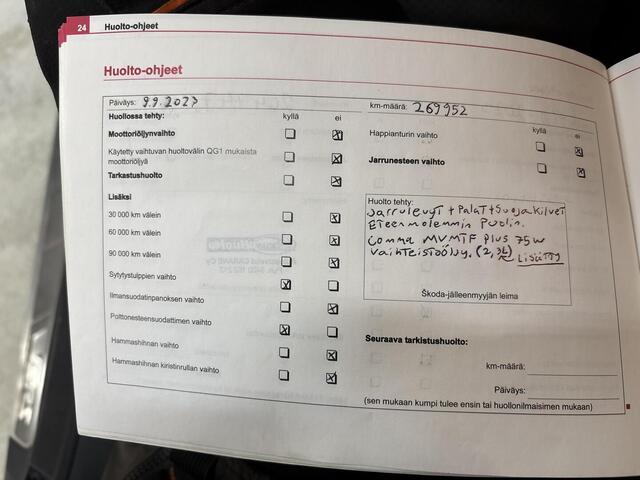 24 Huolto-ohjeet
Huolto-ohjeet
Päiväys: 9.9.2027 km-määrä: 269952
Huollossa tehty: kyllä ei
Moottoriöljynvaihto
Käytetty vaihtuvan huoltovälin QG1 mukaista
moottoriöljyä
Tarkastushuolto
Lisäksi
30 000 km välein
60 000 km välein
90 000 km välein
Sytytystulppien vaihto
Ilmansuodatinpanoksen vaihto
Polttonesteensuodattimen vaihto
Hammashihnan vaihto
Hammashihnan kiristinrullan vaihto
kyllä ei
Happianturin vaihto
Jarrunesteen vaihto
Huolto tehty:
Jarrulevyt + Palat + Suojakilvet
Eteen molemmin Puolin.
Comma MVMTF Plus 75W
Vaihteistoöljy. (2,3L) Lisätty
Škoda-jälleenmyyjän leima
Seuraava tarkistushuolto:
km-määrä:
Päiväys:
(sen mukaan kumpi tulee ensin tai huollonilmaisimen mukaan)